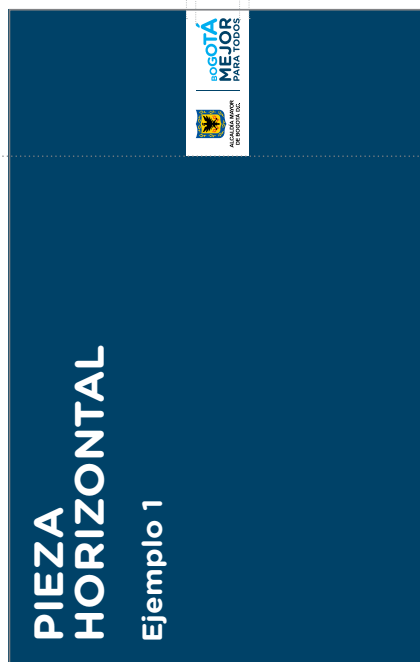 PIEZA
HORIZONTAL
Ejemplo 1
ALCALDÍA MAYOR
DE BOGOTÁ D.C.
BOGOTÁ
MEJOR
PARA TODOS